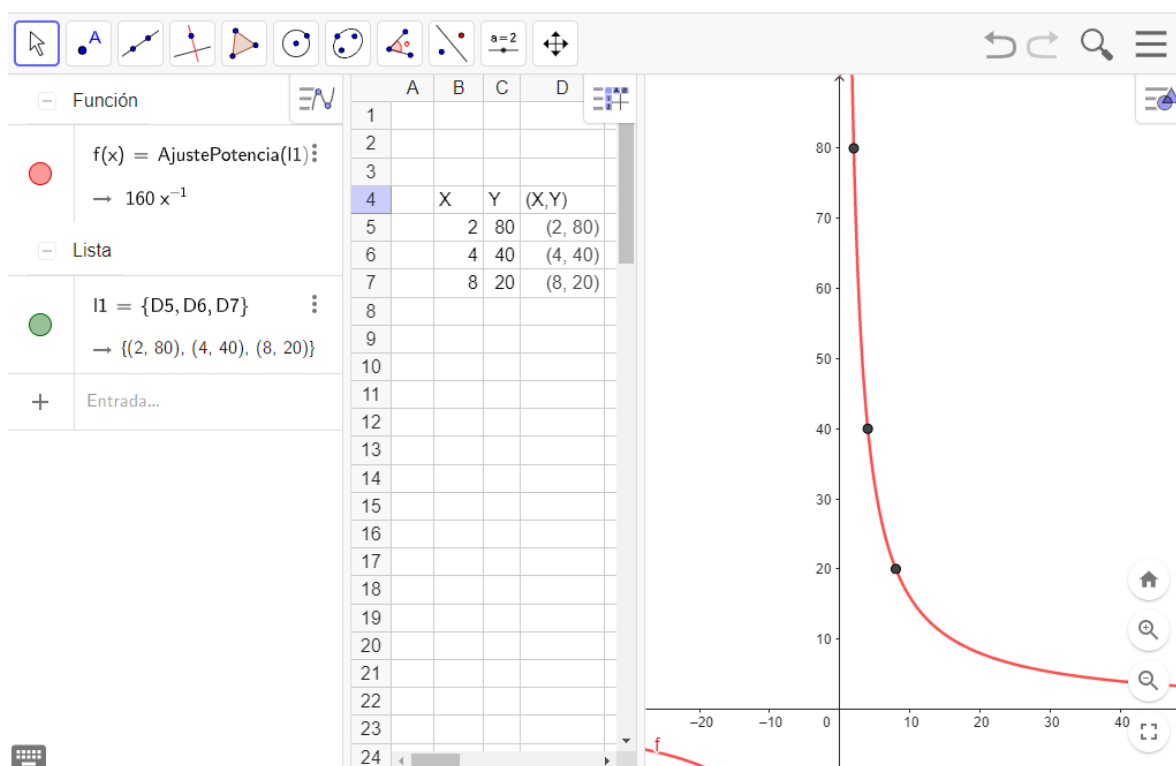 A
a=2
Función
f(x) = AjustePotencia(l1)
→ 160 x⁻¹
Lista
l1 = {D5, D6, D7}
→ {(2, 80), (4, 40), (8, 20)}
+ Entrada...
A B C D
1
2
3
4 X Y (X,Y)
5 2 80 (2, 80)
6 4 40 (4, 40)
7 8 20 (8, 20)
8
9
10
11
12
13
14
15
16
17
18
19
20
21
22
23
24
80
70
60
50
40
30
20
10
−20 −10 0 10 20 30 40
f